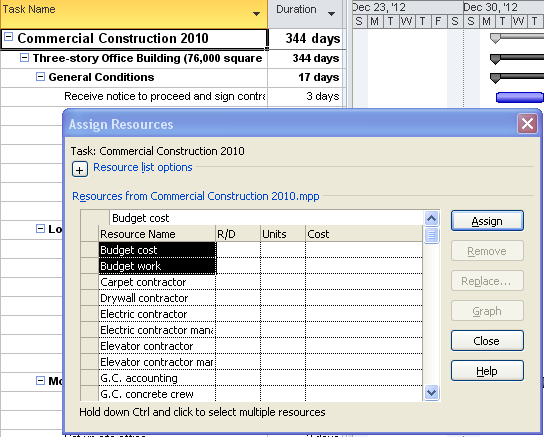 Task Name Duration Dec 23, '12 Dec 30, '12
S M T W T F S S M T W T
Commercial Construction 2010 344 days
Three-story Office Building (76,000 square 344 days
General Conditions 17 days
Receive notice to proceed and sign contra 3 days
Assign Resources
Task: Commercial Construction 2010
+ Resource list options
Resources from Commercial Construction 2010.mpp
Budget cost
Assign
Resource Name R/D Units Cost
Budget cost
Remove
Budget work
Carpet contractor
Replace...
Drywall contractor
Electric contractor
Graph
Electric contractor mana
Elevator contractor
Close
Elevator contractor man
G.C. accounting
Help
G.C. concrete crew
Hold down Ctrl and click to select multiple resources
Lo
Mo